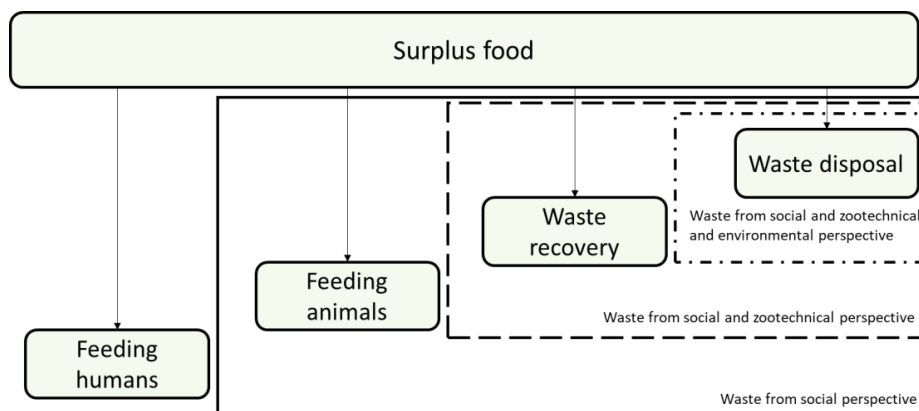 Surplus food
Waste disposal
Waste from social and zootechnical
and environmental perspective
Waste
recovery
Feeding
animals
Waste from social and zootechnical perspective
Feeding
humans
Waste from social perspective